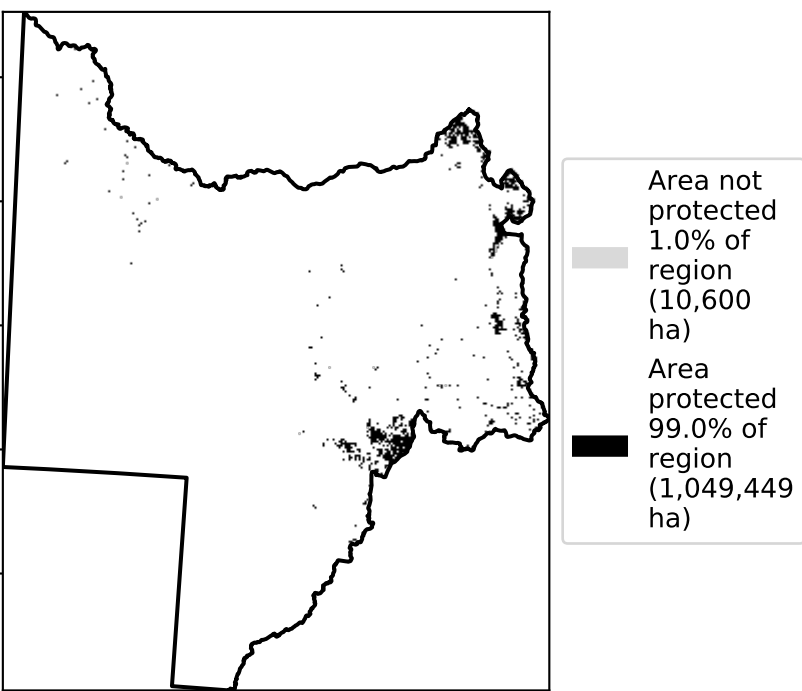 Area not
protected
1.0% of
region
(10,600
ha)
Area
protected
99.0% of
region
(1,049,449
ha)